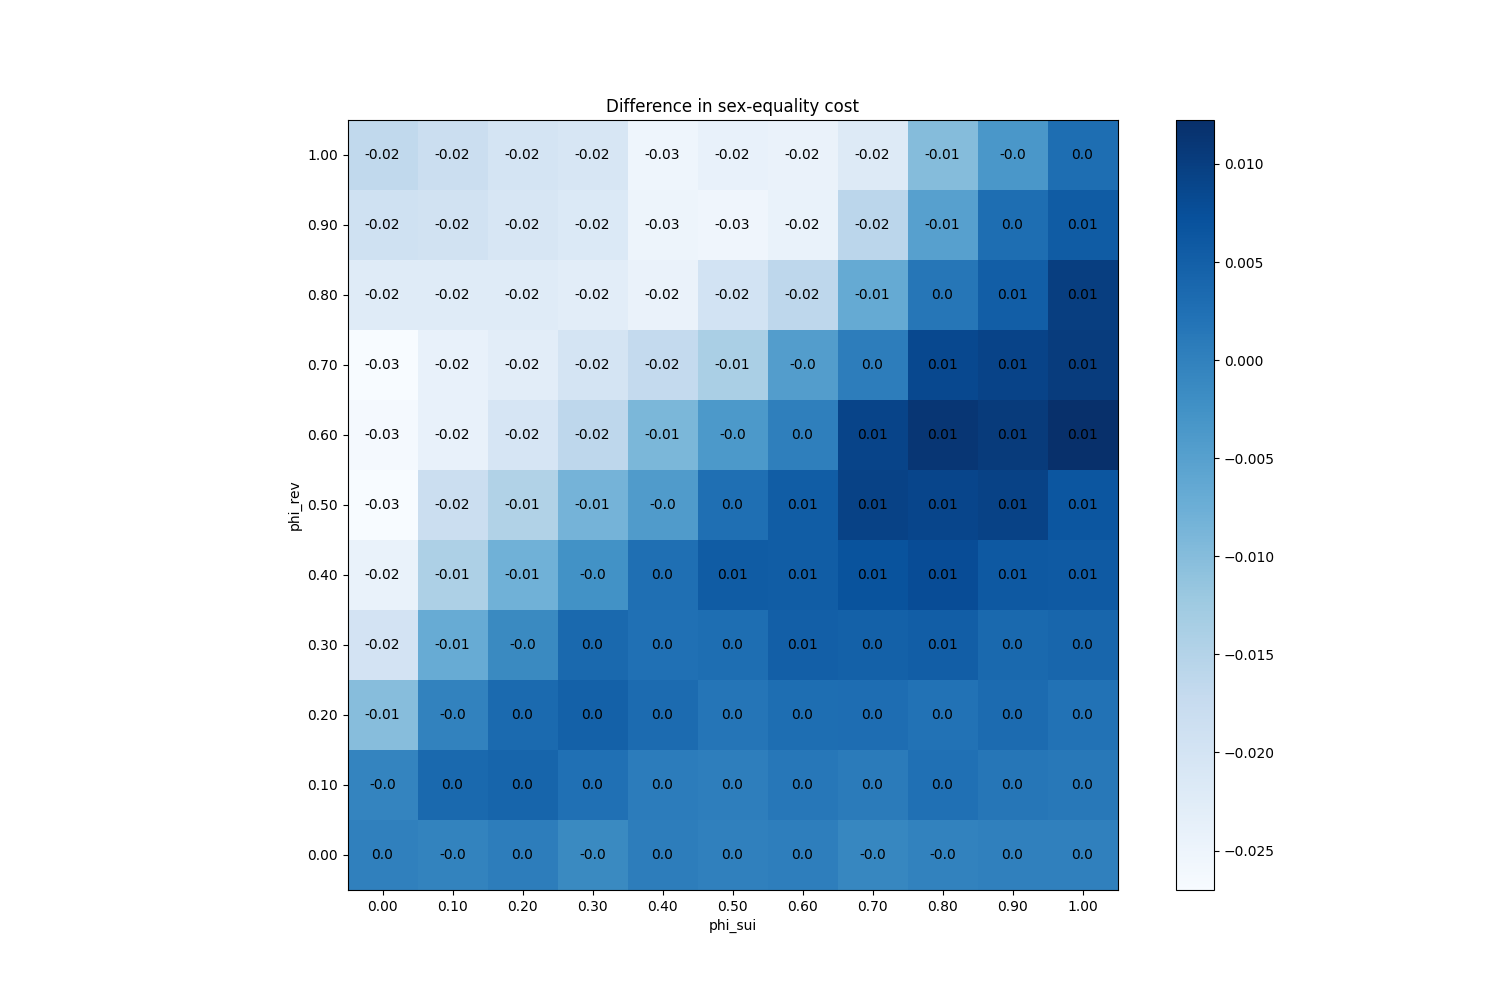 Difference in sex-equality cost
1.00 -0.02 -0.02 -0.02 -0.02 -0.03 -0.02 -0.02 -0.02 -0.01 -0.0 0.0
0.90 -0.02 -0.02 -0.02 -0.02 -0.03 -0.03 -0.02 -0.02 -0.01 0.0 0.01
0.80 -0.02 -0.02 -0.02 -0.02 -0.02 -0.02 -0.02 -0.01 0.0 0.01 0.01
0.70 -0.03 -0.02 -0.02 -0.02 -0.02 -0.01 -0.0 0.0 0.01 0.01 0.01
0.60 -0.03 -0.02 -0.02 -0.02 -0.01 -0.0 0.0 0.01 0.01 0.01 0.01
0.50 -0.03 -0.02 -0.01 -0.01 -0.0 0.0 0.01 0.01 0.01 0.01 0.01
0.40 -0.02 -0.01 -0.01 -0.0 0.0 0.01 0.01 0.01 0.01 0.01 0.01
0.30 -0.02 -0.01 -0.0 0.0 0.0 0.0 0.01 0.0 0.01 0.0 0.0
0.20 -0.01 -0.0 0.0 0.0 0.0 0.0 0.0 0.0 0.0 0.0 0.0
0.10 -0.0 0.0 0.0 0.0 0.0 0.0 0.0 0.0 0.0 0.0 0.0
0.00 0.0 -0.0 0.0 -0.0 0.0 0.0 0.0 -0.0 -0.0 0.0 0.0
0.00 0.10 0.20 0.30 0.40 0.50 0.60 0.70 0.80 0.90 1.00
phi_sui
phi_rev
0.010
0.005
0.000
−0.005
−0.010
−0.015
−0.020
−0.025